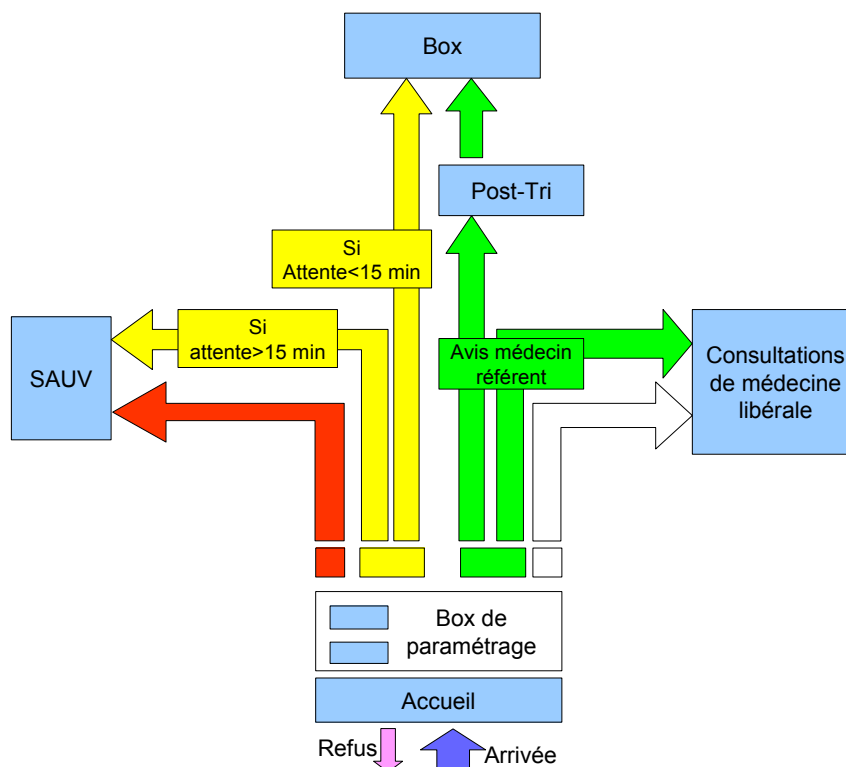 Box
Post-Tri
Si
Attente<15 min
Si
attente>15 min
SAUV
Avis médecin
référent
Consultations
de médecine
libérale
Box de
paramétrage
Accueil
Refus
Arrivée